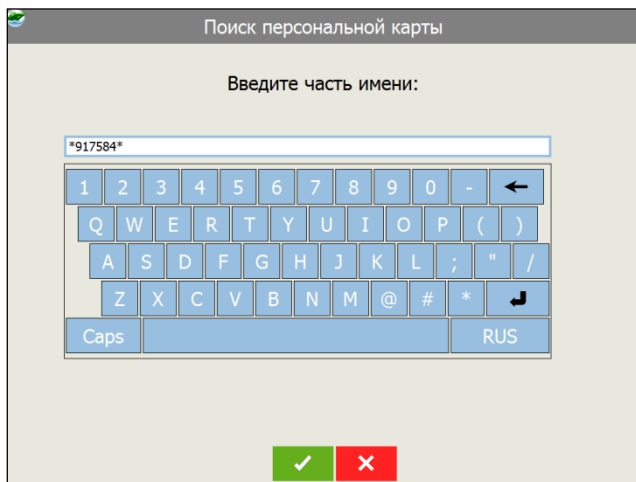 Поиск персональной карты
Введите часть имени:
*917584*
1 2 3 4 5 6 7 8 9 0 - ←
Q W E R T Y U I O P ( )
A S D F G H J K L ; " /
Z X C V B N M @ # * ↵
Caps RUS
✓ ✕